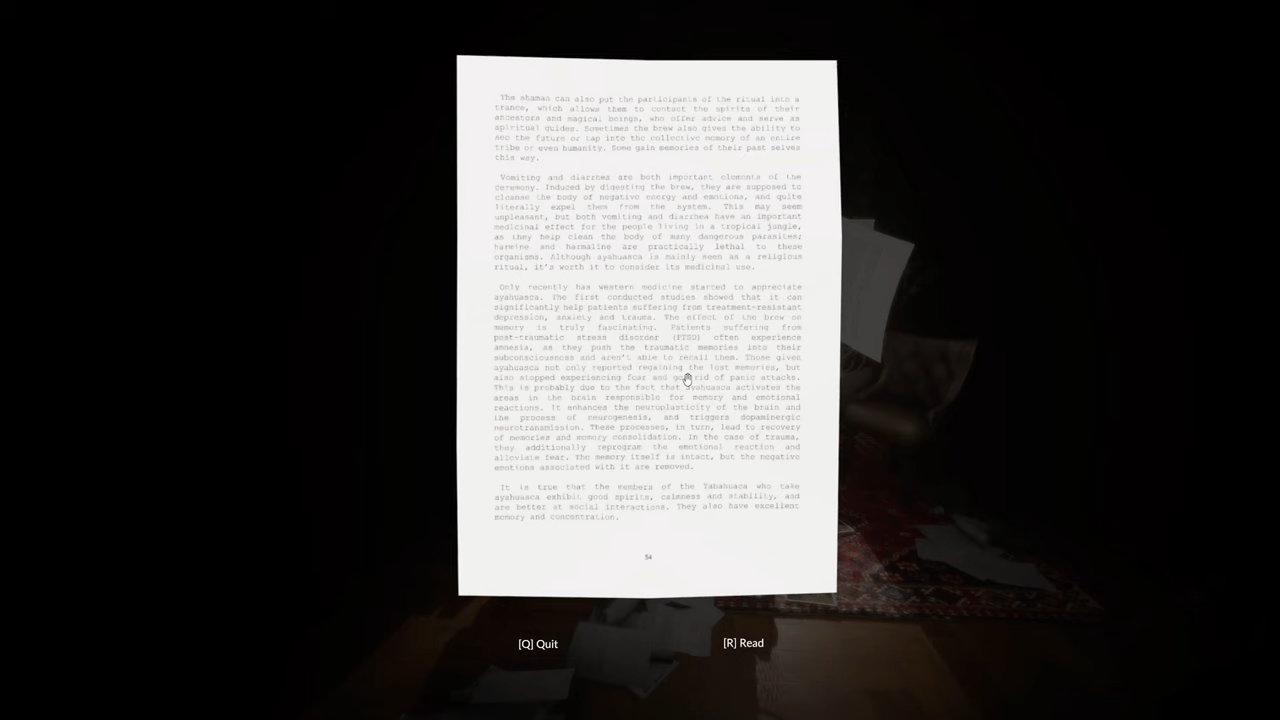 The shaman can also put the participants of the ritual into a
trance, which allows them to contact the spirits of their
ancestors and magical beings, who offer advice and serve as
spiritual guides. Sometimes the brew also gives the ability to
see the future or tap into the collective memory of an entire
tribe or even humanity. Some gain memories of their past selves
this way.
Vomiting and diarrhea are both important elements of the
ceremony. Induced by digesting the brew, they are supposed to
cleanse the body of negative energy and emotions, and quite
literally expel them from the system. This may seem
unpleasant, but both vomiting and diarrhea have an important
medicinal effect for the people living in a tropical jungle,
as they help clean the body of many dangerous parasites;
harmine and harmaline are practically lethal to these
organisms. Although ayahuasca is mainly seen as a religious
ritual, it's worth it to consider its medicinal use.
Only recently has western medicine started to appreciate
ayahuasca. The first conducted studies showed that it can
significantly help patients suffering from treatment-resistant
depression, anxiety and trauma. The effect of the brew on
memory is truly fascinating. Patients suffering from
post-traumatic stress disorder (PTSD) often experience
amnesia, as they push the traumatic memories into their
subconsciousness and aren't able to recall them. Those given
ayahuasca not only reported regaining the lost memories, but
also stopped experiencing fear and got rid of panic attacks.
This is probably due to the fact that ayahuasca activates the
areas in the brain responsible for memory and emotional
reactions. It enhances the neuroplasticity of the brain and
the process of neurogenesis, and triggers dopaminergic
neurotransmission. These processes, in turn, lead to recovery
of memories and memory consolidation. In the case of trauma,
they additionally reprogram the emotional reaction and
alleviate fear. The memory itself is intact, but the negative
emotions associated with it are removed.
It is true that the members of the Yabahuaca who take
ayahuasca exhibit good spirits, calmness and stability, and
are better at social interactions. They also have excellent
memory and concentration.
54
[Q] Quit
[R] Read